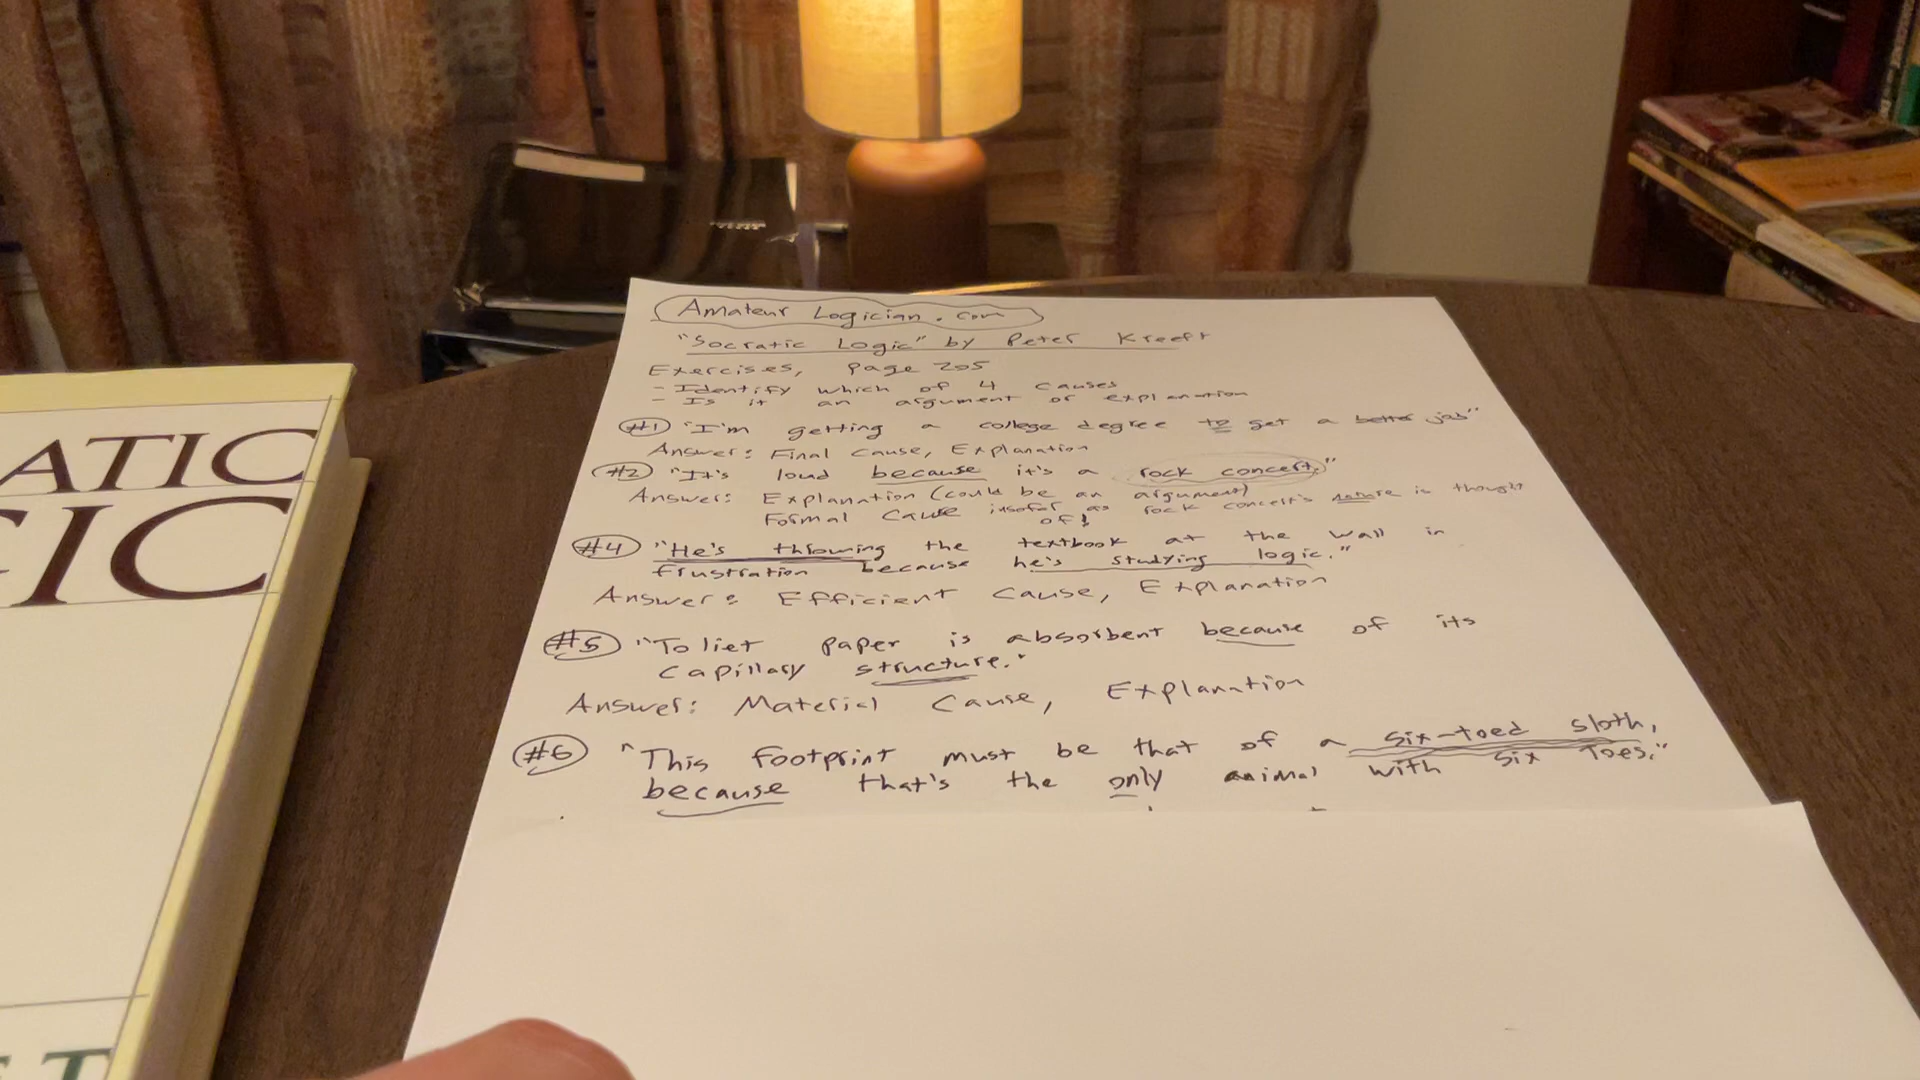 ATIC
GIC
ET
Amateur Logician.com
"Socratic Logic" by Peter Kreeft
Exercises, page 205
- Identify which of 4 causes
- Is it an argument or explanation
#1 "I'm getting a college degree to get a better job"
Answer: Final Cause, Explanation
#2 "It's loud because it's a rock concert."
Answer: Explanation (could be an argument)
Formal Cause insofar as rock concert's nature is thought
of!
#4 "He's throwing the textbook at the wall in
frustration because he's studying logic."
Answer: Efficient Cause, Explanation
#5 "Toliet paper is absorbent because of its
capillary structure."
Answer: Material Cause, Explanation
#6 "This footprint must be that of a six-toed sloth,
because that's the only animal with six toes."